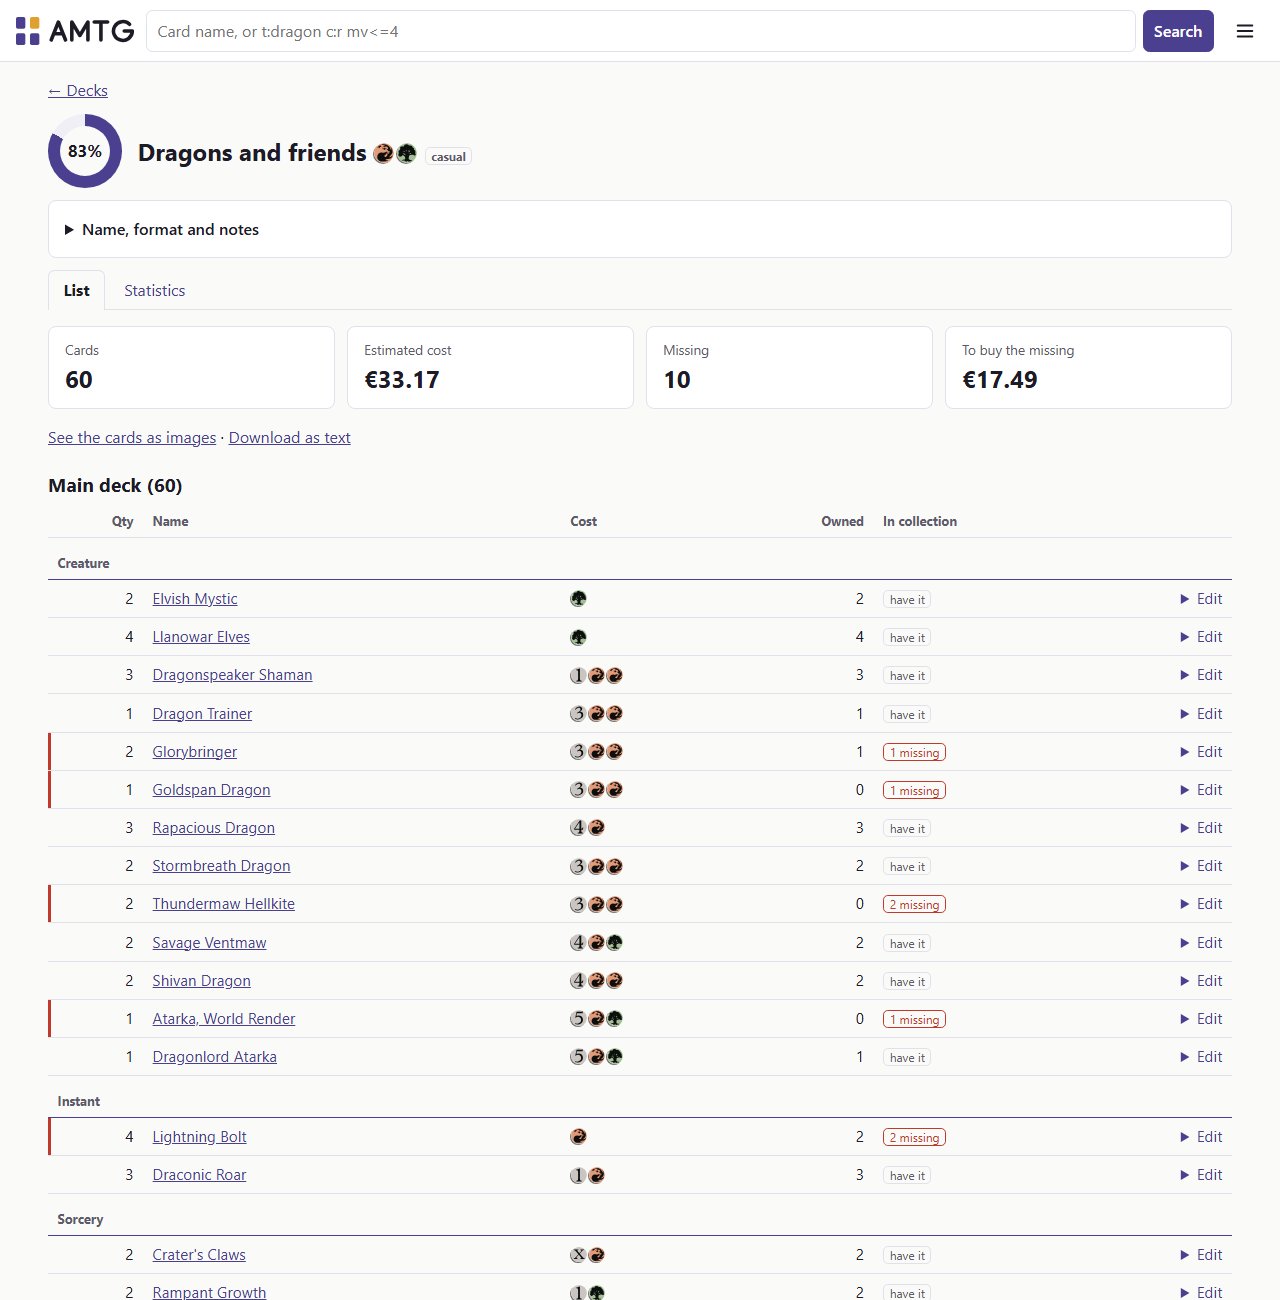 AMTG
Card name, or t:dragon c:r mv<=4
Search
← Decks
83%
Dragons and friends casual
Name, format and notes
List Statistics
Cards
60
Estimated cost
€33.17
Missing
10
To buy the missing
€17.49
See the cards as images · Download as text
Main deck (60)
Qty Name Cost Owned In collection
Creature
2 Elvish Mystic 2 have it Edit
4 Llanowar Elves 4 have it Edit
3 Dragonspeaker Shaman 1 3 have it Edit
1 Dragon Trainer 3 1 have it Edit
2 Glorybringer 3 1 1 missing Edit
1 Goldspan Dragon 3 0 1 missing Edit
3 Rapacious Dragon 4 3 have it Edit
2 Stormbreath Dragon 3 2 have it Edit
2 Thundermaw Hellkite 3 0 2 missing Edit
2 Savage Ventmaw 4 2 have it Edit
2 Shivan Dragon 4 2 have it Edit
1 Atarka, World Render 5 0 1 missing Edit
1 Dragonlord Atarka 5 1 have it Edit
Instant
4 Lightning Bolt 2 2 missing Edit
3 Draconic Roar 1 3 have it Edit
Sorcery
2 Crater's Claws X 2 have it Edit
2 Rampant Growth 1 2 have it Edit